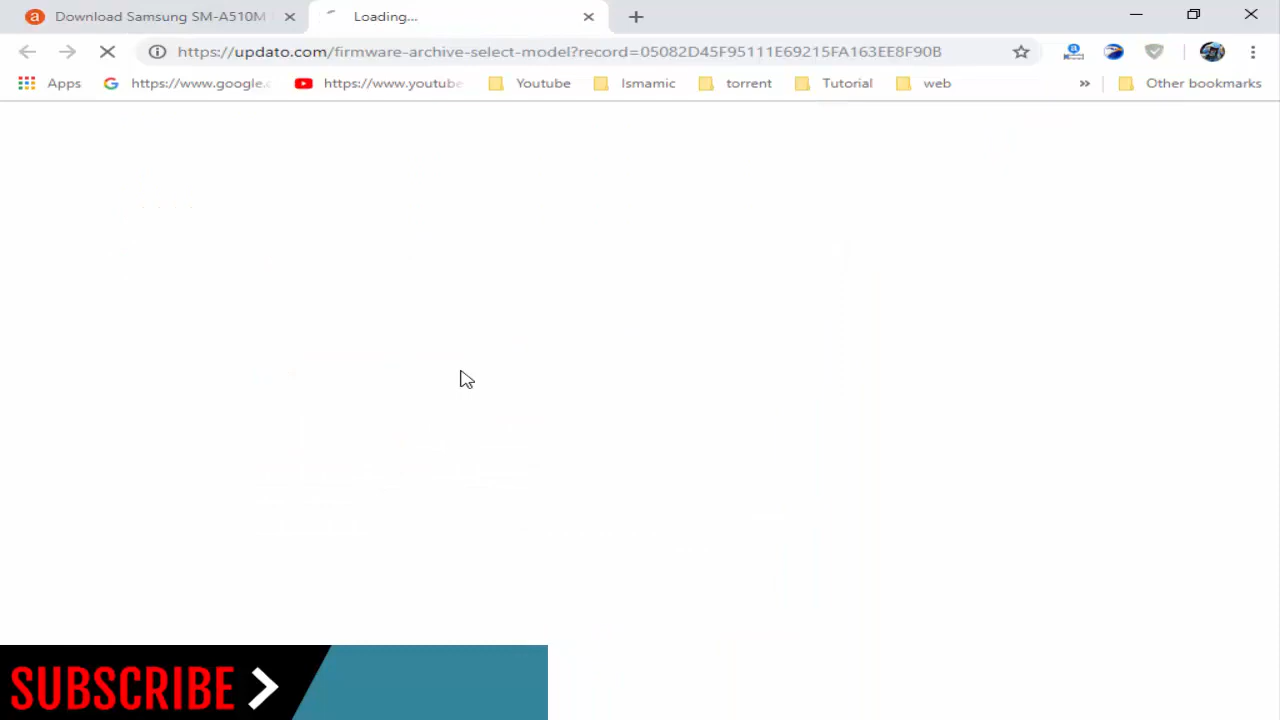 Download Samsung SM-A510M
Loading...
https://updato.com/firmware-archive-select-model?record=05082D45F95111E69215FA163EE8F90B
Apps
https://www.google.c
https://www.youtube
Youtube
Ismamic
torrent
Tutorial
web
»
Other bookmarks
SUBSCRIBE